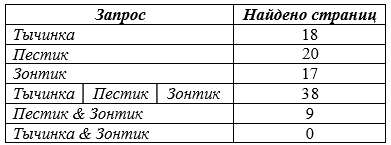 Запрос Найдено страниц
Тычинка 18
Пестик 20
Зонтик 17
Тычинка | Пестик | Зонтик 38
Пестик & Зонтик 9
Тычинка & Зонтик 0